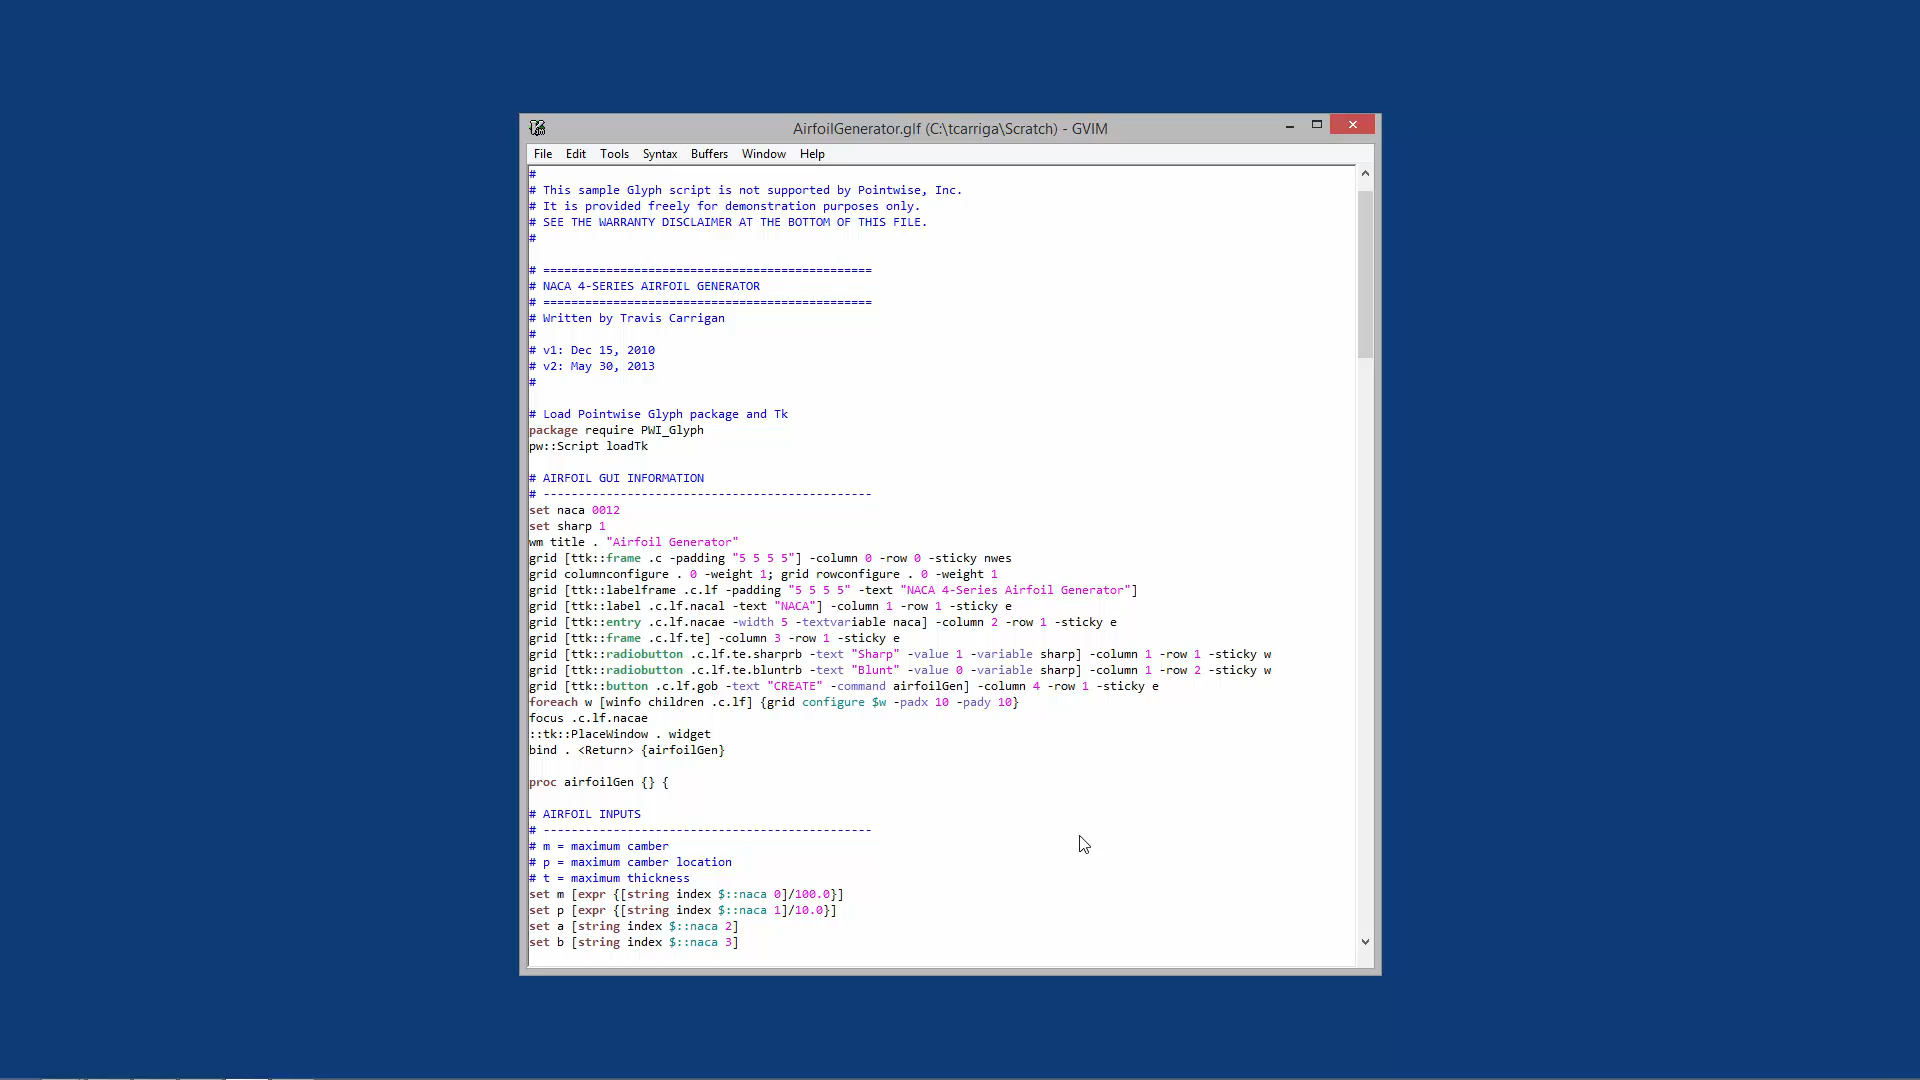 AirfoilGenerator.glf (C:\tcarriga\Scratch) - GVIM
File Edit Tools Syntax Buffers Window Help
#
# This sample Glyph script is not supported by Pointwise, Inc.
# It is provided freely for demonstration purposes only.
# SEE THE WARRANTY DISCLAIMER AT THE BOTTOM OF THIS FILE.
#
# ===============================================
# NACA 4-SERIES AIRFOIL GENERATOR
# ===============================================
# Written by Travis Carrigan
#
# v1: Dec 15, 2010
# v2: May 30, 2013
#
# Load Pointwise Glyph package and Tk
package require PWI_Glyph
pw::Script loadTk
# AIRFOIL GUI INFORMATION
# -----------------------------------------------
set naca 0012
set sharp 1
wm title . "Airfoil Generator"
grid [ttk::frame .c -padding "5 5 5 5"] -column 0 -row 0 -sticky nwes
grid columnconfigure . 0 -weight 1; grid rowconfigure . 0 -weight 1
grid [ttk::labelframe .c.lf -padding "5 5 5 5" -text "NACA 4-Series Airfoil Generator"]
grid [ttk::label .c.lf.nacal -text "NACA"] -column 1 -row 1 -sticky e
grid [ttk::entry .c.lf.nacae -width 5 -textvariable naca] -column 2 -row 1 -sticky e
grid [ttk::frame .c.lf.te] -column 3 -row 1 -sticky e
grid [ttk::radiobutton .c.lf.te.sharprb -text "Sharp" -value 1 -variable sharp] -column 1 -row 1 -sticky w
grid [ttk::radiobutton .c.lf.te.bluntrb -text "Blunt" -value 0 -variable sharp] -column 1 -row 2 -sticky w
grid [ttk::button .c.lf.gob -text "CREATE" -command airfoilGen] -column 4 -row 1 -sticky e
foreach w [winfo children .c.lf] {grid configure $w -padx 10 -pady 10}
focus .c.lf.nacae
::tk::PlaceWindow . widget
bind . <Return> {airfoilGen}
proc airfoilGen {} {
# AIRFOIL INPUTS
# -----------------------------------------------
# m = maximum camber
# p = maximum camber location
# t = maximum thickness
set m [expr {[string index $::naca 0]/100.0}]
set p [expr {[string index $::naca 1]/10.0}]
set a [string index $::naca 2]
set b [string index $::naca 3]